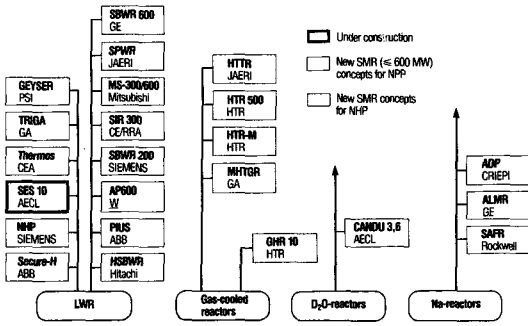 SBWR 600
GE
SPWR
JAERI
MS-300/600
Mitsubishi
SIR 300
CE/RRA
SBWR 200
SIEMENS
AP600
W
PIUS
ABB
HSBWR
Hitachi
GEYSER
PSI
TRIGA
GA
Thermos
CEA
SES 10
AECL
NHP
SIEMENS
Secure-H
ABB
LWR
HTTR
JAERI
HTR 500
HTR
HTR-M
HTR
MHTGR
GA
GHR 10
HTR
Gas-cooled
reactors
CANDU 3,6
AECL
D₂O-reactors
ADP
CRIEPI
ALMR
GE
SAFR
Rockwell
Na-reactors
Under construction
New SMR (≤ 600 MW)
concepts for NPP
New SMR concepts
for NHP